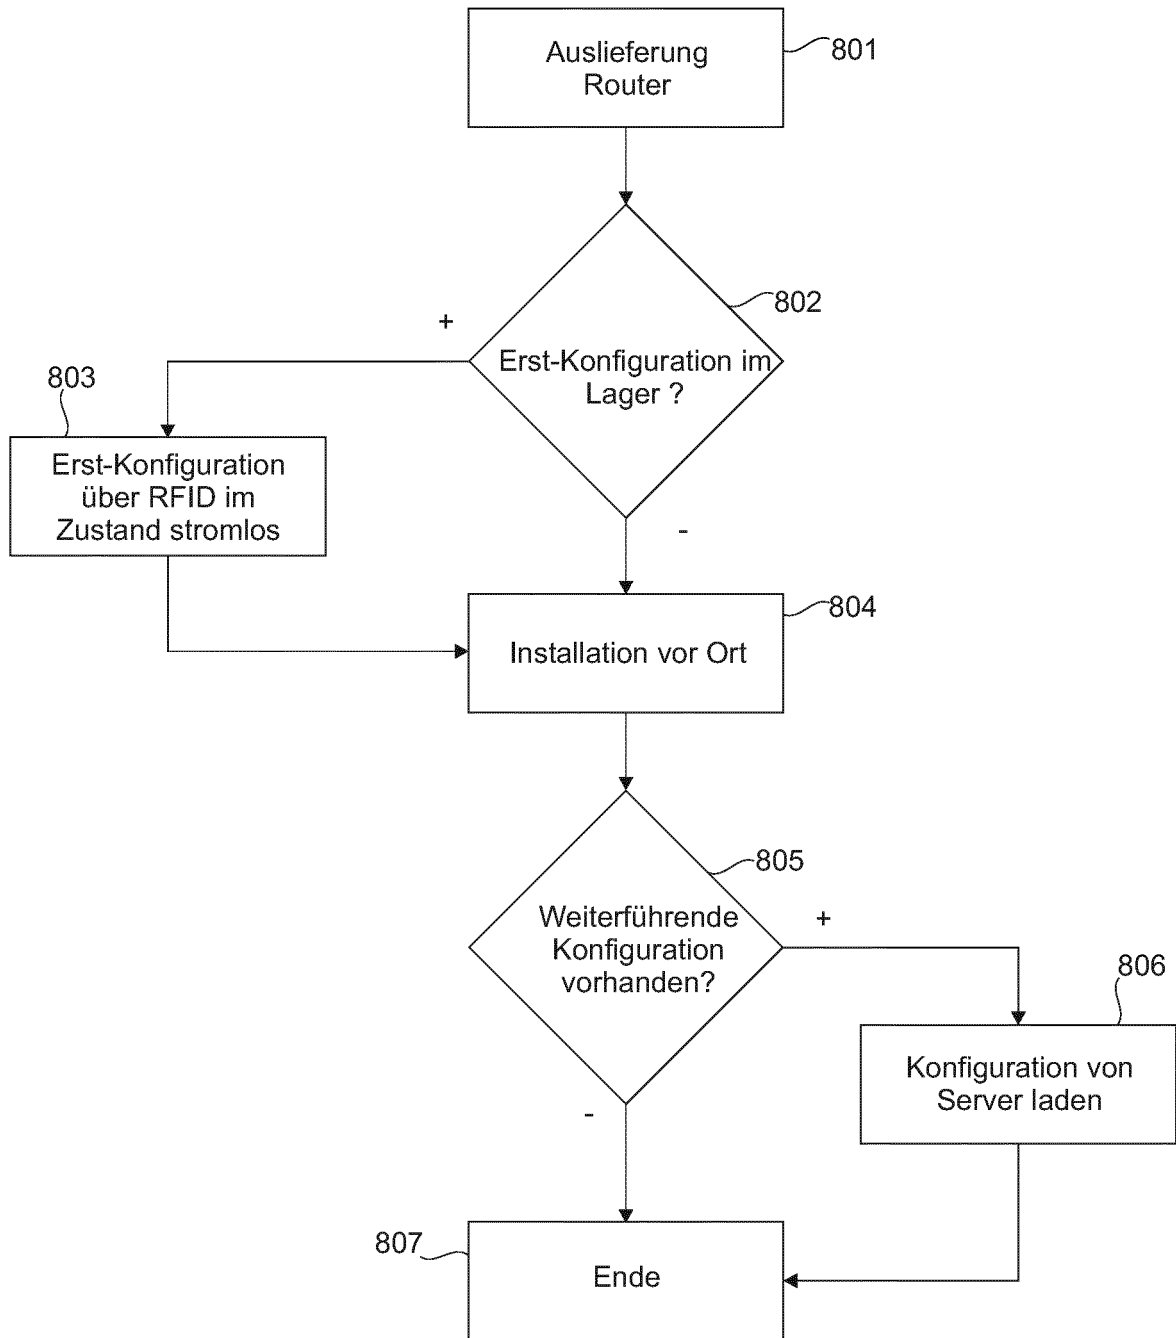 Auslieferung
Router
801
802
+
Erst-Konfiguration im
Lager ?
803
Erst-Konfiguration
über RFID im
Zustand stromlos
-
804
Installation vor Ort
805
Weiterführende
Konfiguration
vorhanden?
+
806
Konfiguration von
Server laden
-
807
Ende